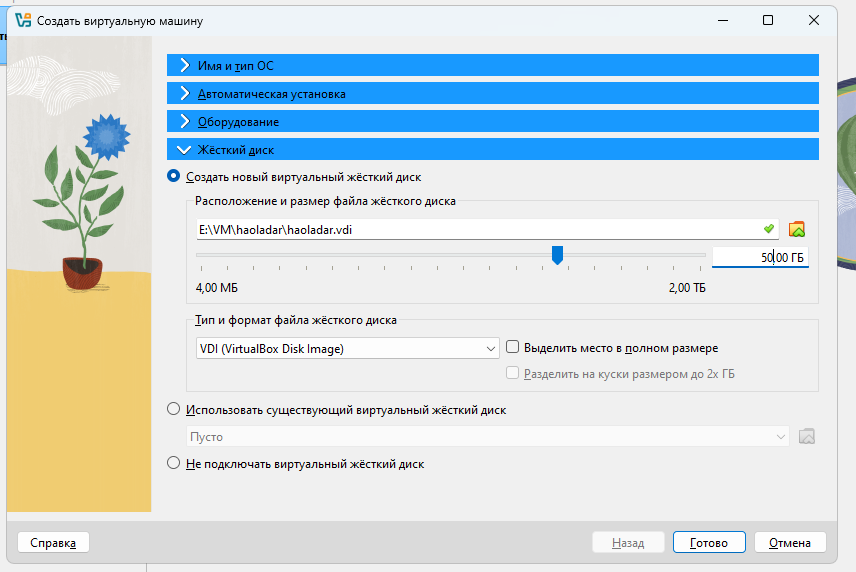 Создать виртуальную машину
Имя и тип ОС
Автоматическая установка
Оборудование
Жёсткий диск
Создать новый виртуальный жёсткий диск
Расположение и размер файла жёсткого диска
E:\VM\haoladar\haoladar.vdi
50,00 ГБ
4,00 МБ 2,00 ТБ
Тип и формат файла жёсткого диска
VDI (VirtualBox Disk Image) Выделить место в полном размере
Разделить на куски размером до 2х ГБ
Использовать существующий виртуальный жёсткий диск
Пусто
Не подключать виртуальный жёсткий диск
Справка Назад Готово Отмена